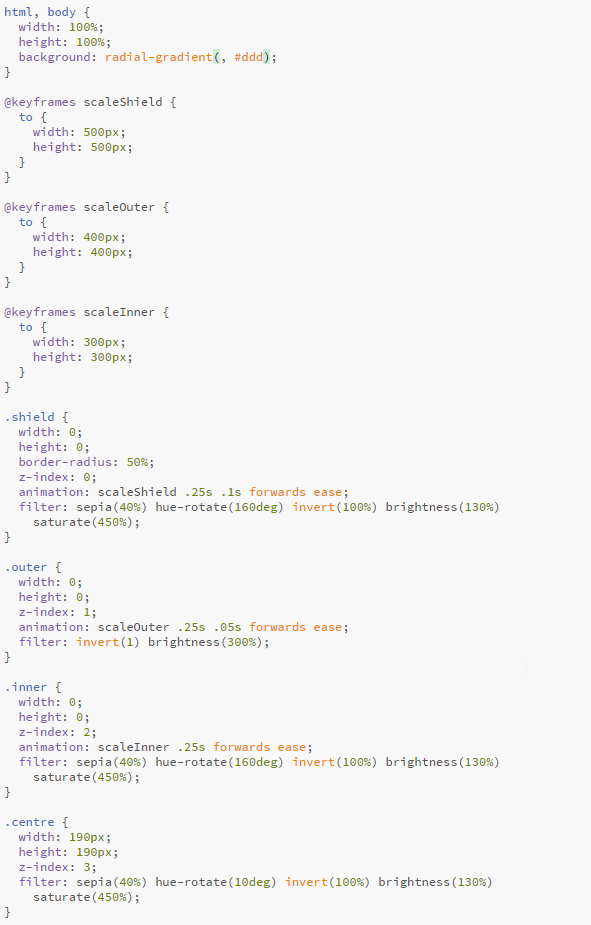 html, body {
  width: 100%;
  height: 100%;
  background: radial-gradient(, #ddd);
}

@keyframes scaleShield {
  to {
    width: 500px;
    height: 500px;
  }
}

@keyframes scaleOuter {
  to {
    width: 400px;
    height: 400px;
  }
}

@keyframes scaleInner {
  to {
    width: 300px;
    height: 300px;
  }
}

.shield {
  width: 0;
  height: 0;
  border-radius: 50%;
  z-index: 0;
  animation: scaleShield .25s .1s forwards ease;
  filter: sepia(40%) hue-rotate(160deg) invert(100%) brightness(130%)
    saturate(450%);
}

.outer {
  width: 0;
  height: 0;
  z-index: 1;
  animation: scaleOuter .25s .05s forwards ease;
  filter: invert(1) brightness(300%);
}

.inner {
  width: 0;
  height: 0;
  z-index: 2;
  animation: scaleInner .25s forwards ease;
  filter: sepia(40%) hue-rotate(160deg) invert(100%) brightness(130%)
    saturate(450%);
}

.centre {
  width: 190px;
  height: 190px;
  z-index: 3;
  filter: sepia(40%) hue-rotate(10deg) invert(100%) brightness(130%)
    saturate(450%);
}